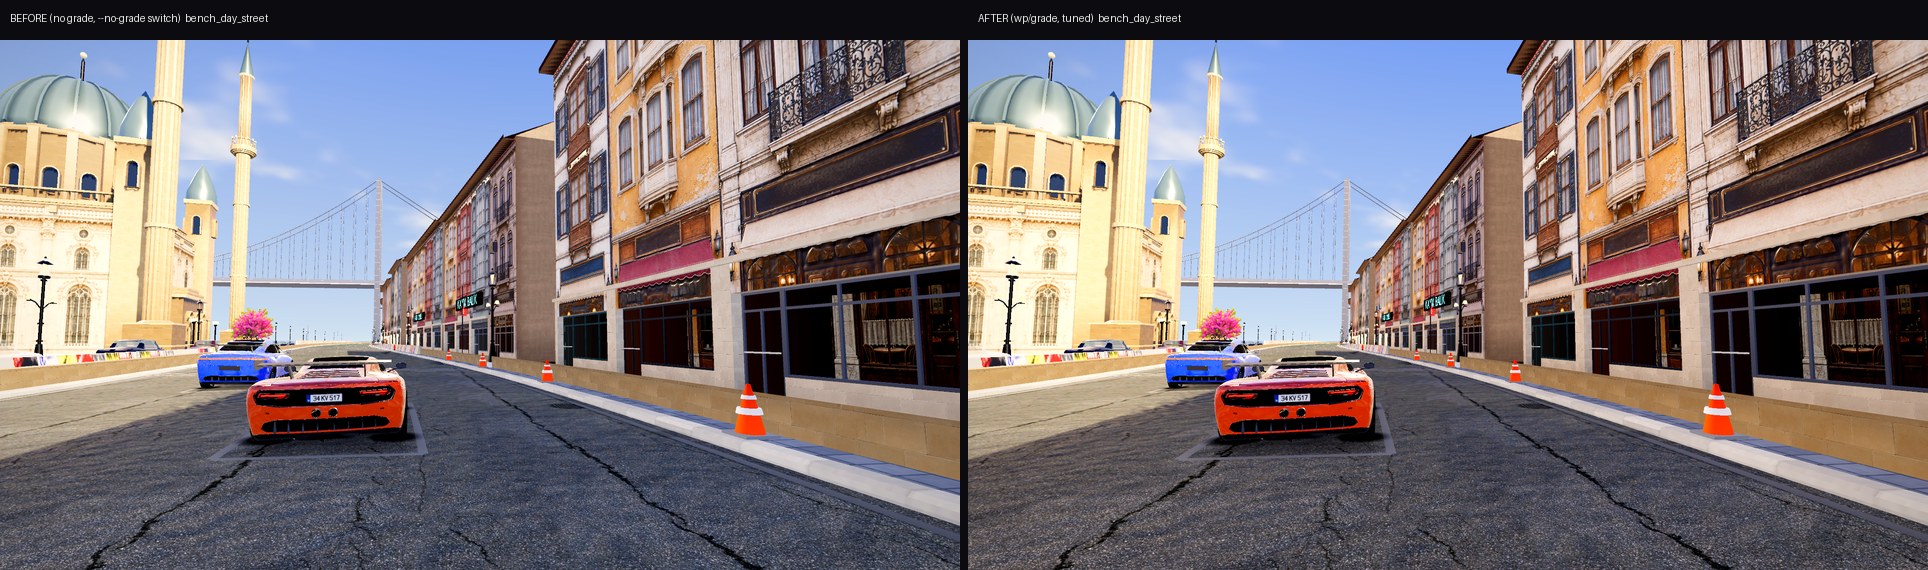 BEFORE (no grade, --no-grade switch) bench_day_street
AFTER (wp/grade, tuned) bench_day_street
34 KV 517
34 KV 517